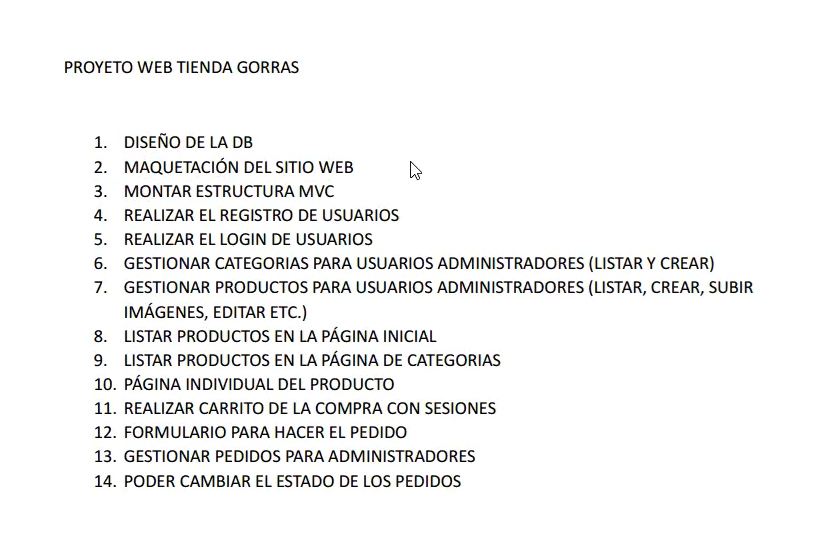 PROYETO WEB TIENDA GORRAS
1. DISEÑO DE LA DB
2. MAQUETACIÓN DEL SITIO WEB
3. MONTAR ESTRUCTURA MVC
4. REALIZAR EL REGISTRO DE USUARIOS
5. REALIZAR EL LOGIN DE USUARIOS
6. GESTIONAR CATEGORIAS PARA USUARIOS ADMINISTRADORES (LISTAR Y CREAR)
7. GESTIONAR PRODUCTOS PARA USUARIOS ADMINISTRADORES (LISTAR, CREAR, SUBIR
IMÁGENES, EDITAR ETC.)
8. LISTAR PRODUCTOS EN LA PÁGINA INICIAL
9. LISTAR PRODUCTOS EN LA PÁGINA DE CATEGORIAS
10. PÁGINA INDIVIDUAL DEL PRODUCTO
11. REALIZAR CARRITO DE LA COMPRA CON SESIONES
12. FORMULARIO PARA HACER EL PEDIDO
13. GESTIONAR PEDIDOS PARA ADMINISTRADORES
14. PODER CAMBIAR EL ESTADO DE LOS PEDIDOS